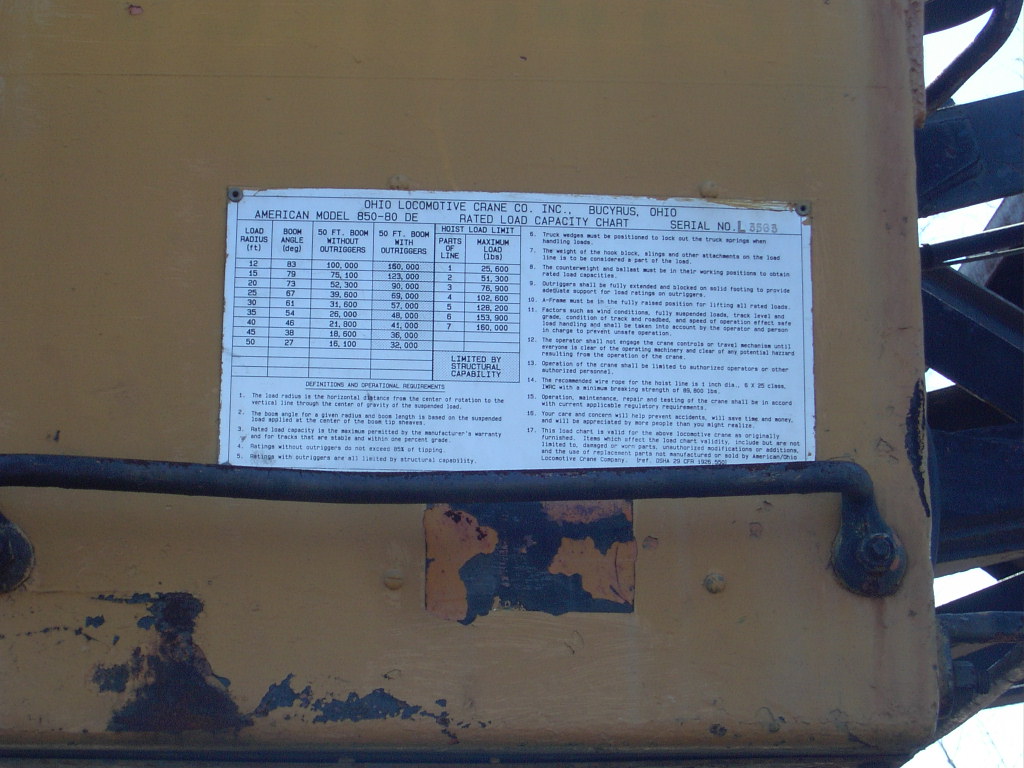 OHIO LOCOMOTIVE CRANE CO. INC., BUCYRUS, OHIO
AMERICAN MODEL 850-80 DE RATED LOAD CAPACITY CHART SERIAL NO. L 3593
LOAD RADIUS (ft) BOOM ANGLE (deg) 50 FT. BOOM WITHOUT OUTRIGGERS 50 FT. BOOM WITH OUTRIGGERS
12 83 100,000 160,000
15 79 75,100 123,000
20 73 52,300 90,000
25 67 39,600 69,000
30 61 31,600 57,000
35 54 26,000 48,000
40 46 21,800 41,000
45 38 18,600 36,000
50 27 16,100 32,000
HOIST LOAD LIMIT
PARTS OF LINE MAXIMUM LOAD (lbs)
1 25,600
2 51,300
3 76,900
4 102,600
5 128,200
6 153,900
7 160,000
LIMITED BY
STRUCTURAL
CAPABILITY
DEFINITIONS AND OPERATIONAL REQUIREMENTS
1. The load radius is the horizontal distance from the center of rotation to the
vertical line through the center of gravity of the suspended load.
2. The boom angle for a given radius and boom length is based on the suspended
load applied at the center of the boom tip sheaves.
3. Rated load capacity is the maximum permitted by the manufacturer's warranty
and for tracks that are stable and within one percent grade.
4. Ratings without outriggers do not exceed 85% of tipping.
5. Ratings with outriggers are all limited by structural capability.
6. Truck wedges must be positioned to lock out the truck springs when
handling loads.
7. The weight of the hook block, slings and other attachments on the load
line is to be considered a part of the load.
8. The counterweight and ballast must be in their working positions to obtain
rated load capacities.
9. Outriggers shall be fully extended and blocked on solid footing to provide
adequate support for load ratings on outriggers.
10. A-Frame must be in the fully raised position for lifting all rated loads.
11. Factors such as wind conditions, fully suspended loads, track level and
grade, condition of track and roadbed, and speed of operation effect safe
load handling and shall be taken into account by the operator and person
in charge to prevent unsafe operation.
12. The operator shall not engage the crane controls or travel mechanism until
everyone is clear of the operating machinery and clear of any potential hazard
resulting from the operation of the crane.
13. Operation of the crane shall be limited to authorized operators or other
authorized personnel.
14. The recommended wire rope for the hoist line is 1 inch dia., 6 X 25 class,
IWRC with a minimum breaking strength of 89,800 lbs.
15. Operation, maintenance, repair and testing of the crane shall be in accord
with current applicable regulatory requirements.
16. Your care and concern will help prevent accidents, will save time and money,
and will be appreciated by more people than you might realize.
17. This load chart is valid for the above locomotive crane as originally
furnished. Items which affect the load chart validity, include but are not
limited to, damaged or worn parts, unauthorized modifications or additions,
and the use of replacement parts not manufactured or sold by American/Ohio
Locomotive Crane Company. (ref. OSHA 29 CFR 1926.550)